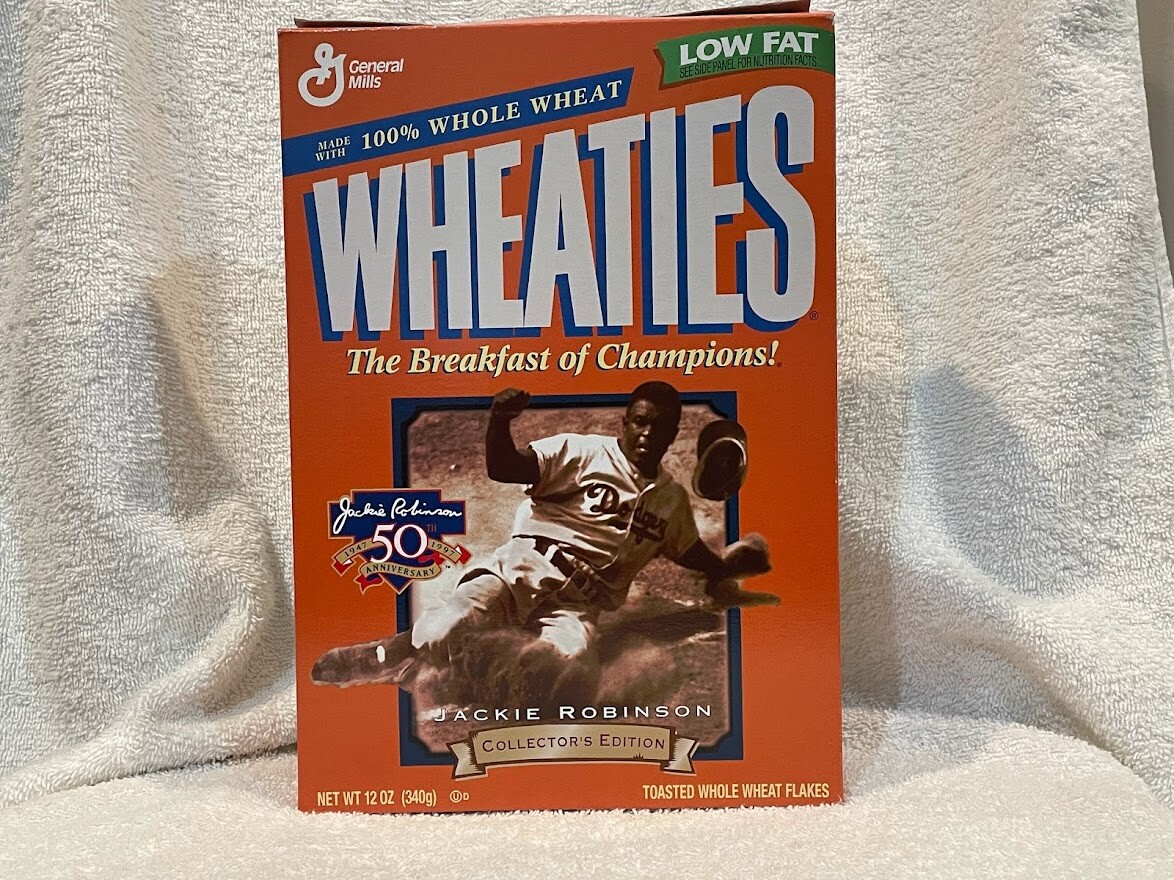 General
Mills
LOW FAT
SEE SIDE PANEL FOR NUTRITION FACTS
MADE
WITH 100% WHOLE WHEAT
WHEATIES®
The Breakfast of Champions!
Dodgers
Jackie Robinson
50TH
1947 1997
ANNIVERSARY™
JACKIE ROBINSON
COLLECTOR'S EDITION
NET WT 12 OZ (340g) ⓊD
TOASTED WHOLE WHEAT FLAKES